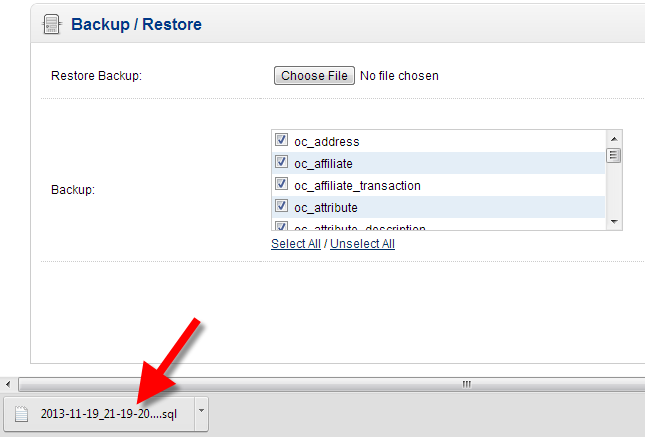 Backup / Restore
Restore Backup:
Choose File No file chosen
oc_address
oc_affiliate
oc_affiliate_transaction
Backup:
oc_attribute
oc_attribute_description
Select All / Unselect All
2013-11-19_21-19-20....sql